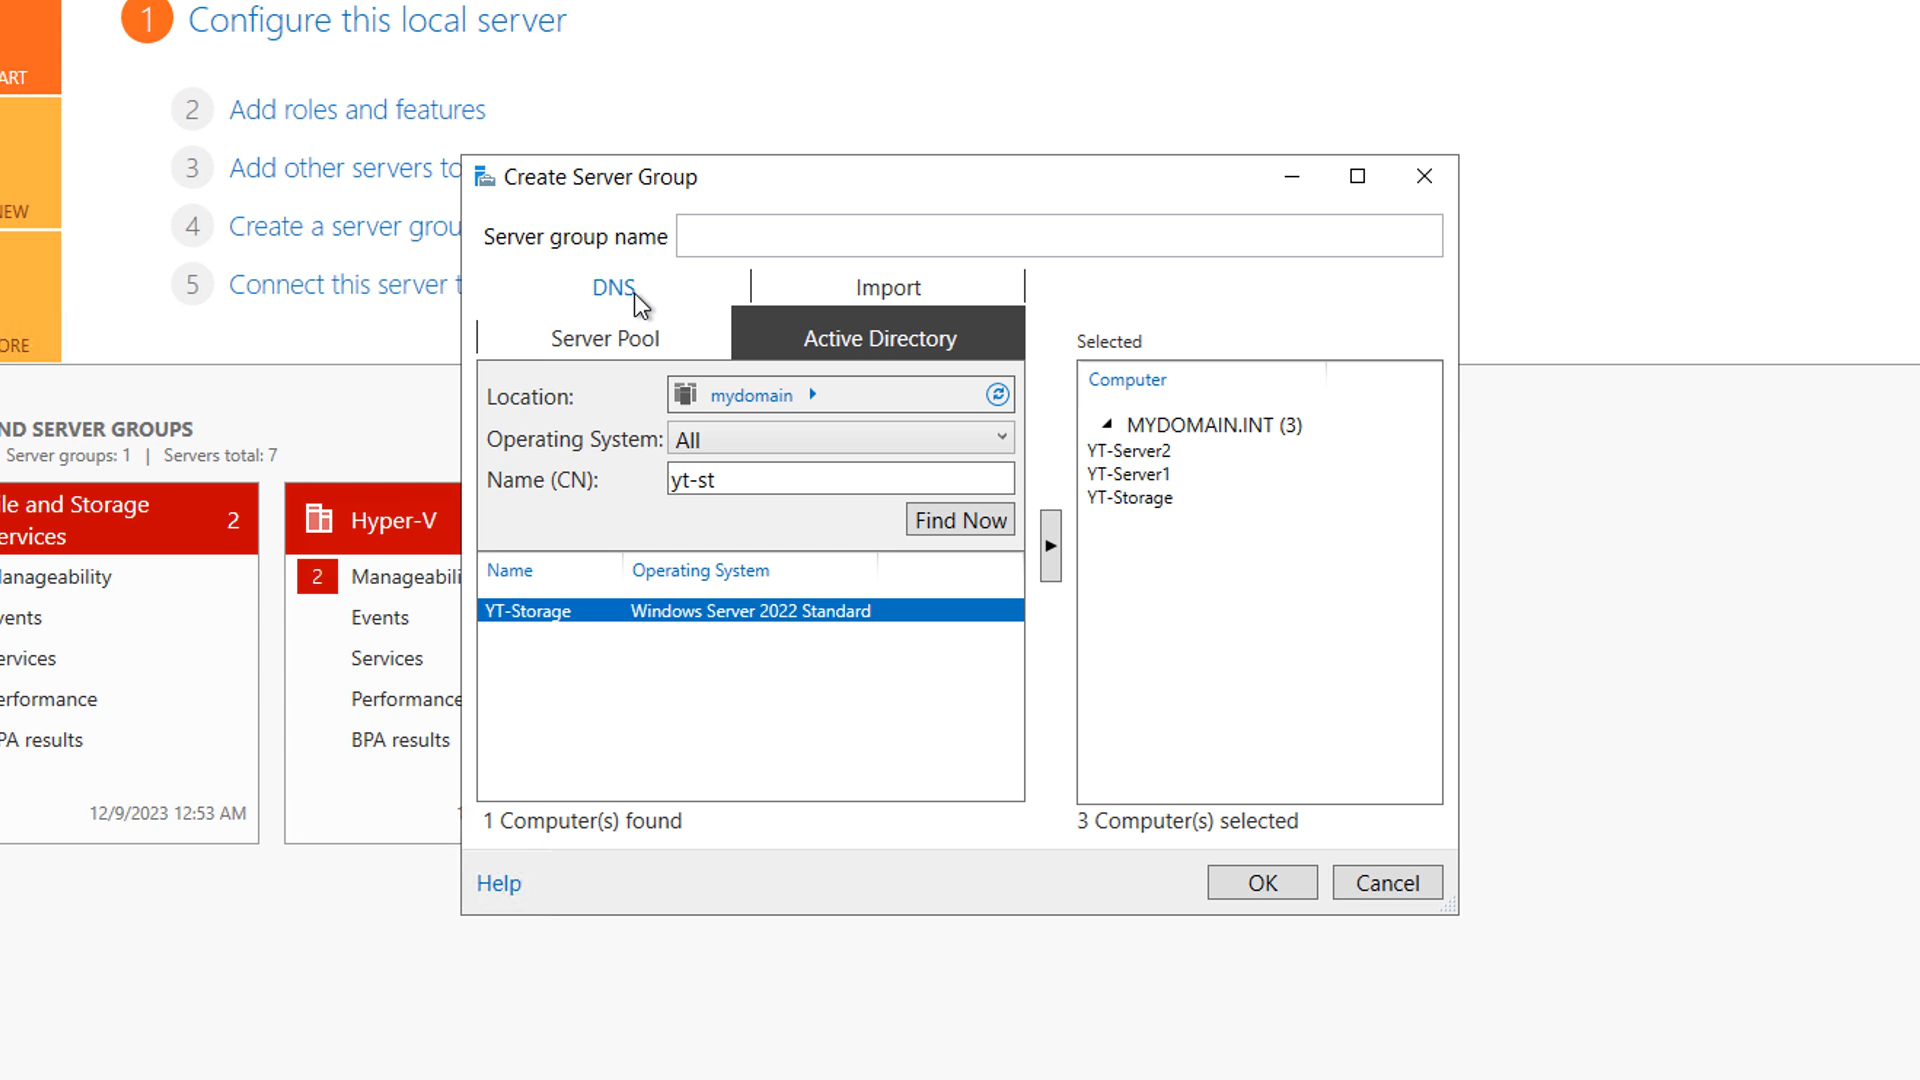 1 Configure this local server
ART
2 Add roles and features
3 Add other servers to
NEW
4 Create a server grou
5 Connect this server t
ORE
ND SERVER GROUPS
Server groups: 1 | Servers total: 7
le and Storage
ervices
2
Hyper-V
anageability
2 Manageabili
vents
Events
ervices
Services
erformance
Performance
PA results
BPA results
12/9/2023 12:53 AM
Create Server Group
Server group name
DNS
Import
Server Pool
Active Directory
Location:
mydomain
Operating System:
All
Name (CN):
yt-st
Find Now
Name Operating System
YT-Storage Windows Server 2022 Standard
1 Computer(s) found
Selected
Computer
MYDOMAIN.INT (3)
YT-Server2
YT-Server1
YT-Storage
3 Computer(s) selected
Help
OK
Cancel